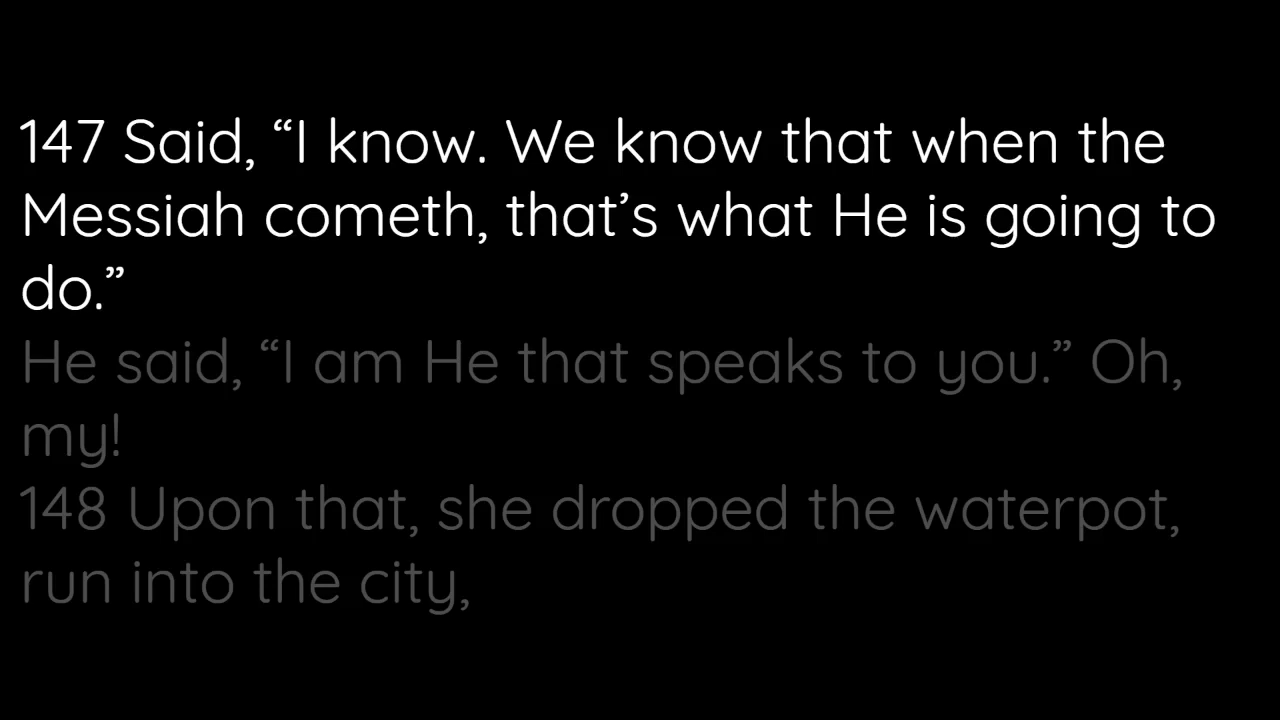 147 Said, “I know. We know that when the
Messiah cometh, that’s what He is going to
do.”
He said, “I am He that speaks to you.” Oh,
my!
148 Upon that, she dropped the waterpot,
run into the city,